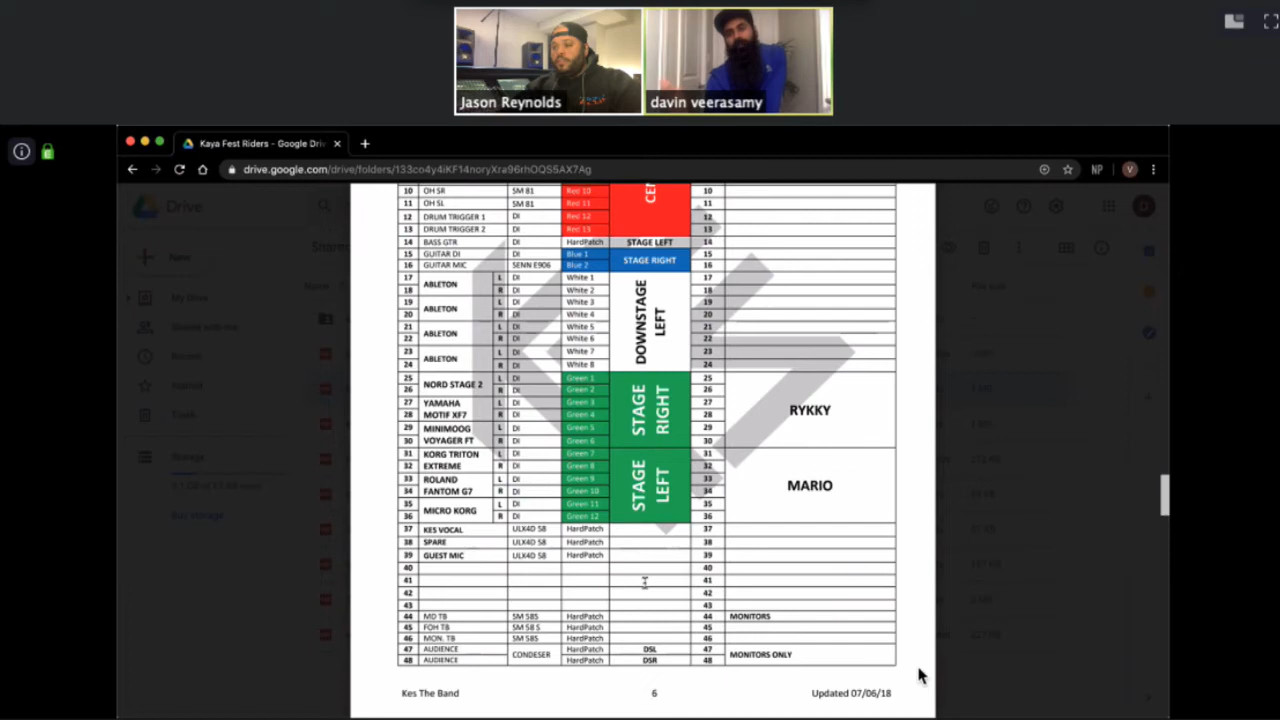 Jason Reynolds
davin veerasamy
Kaya Fest Riders - Google Driv
drive.google.com/drive/folders/133co4y4iKF14noryXra96rhOQS5AX7Ag
NP
V
Drive
New
My Drive
Storage
10 OH SR SM 81 Red 10 CE 10
11 OH SL SM 81 Red 11 11
12 DRUM TRIGGER 1 DI Red 12 12
13 DRUM TRIGGER 2 DI Red 13 13
14 BASS GTR DI HardPatch STAGE LEFT 14
15 GUITAR DI DI Blue 1 STAGE RIGHT 15
16 GUITAR MIC SENN E906 Blue 2 16
17 ABLETON L DI White 1 DOWNSTAGE LEFT 17
18 R DI White 2 18
19 ABLETON L DI White 3 19
20 R DI White 4 20
21 ABLETON L DI White 5 21
22 R DI White 6 22
23 ABLETON L DI White 7 23
24 R DI White 8 24
25 NORD STAGE 2 L DI Green 1 STAGE RIGHT 25 RYKKY
26 R DI Green 2 26
27 YAMAHA L DI Green 3 27
28 MOTIF XF7 R DI Green 4 28
29 MINIMOOG L DI Green 5 29
30 VOYAGER FT R DI Green 6 30
31 KORG TRITON L DI Green 7 STAGE LEFT 31 MARIO
32 EXTREME R DI Green 8 32
33 ROLAND L DI Green 9 33
34 FANTOM G7 R DI Green 10 34
35 MICRO KORG L DI Green 11 35
36 R DI Green 12 36
37 KES VOCAL ULX4D 58 HardPatch 37
38 SPARE ULX4D 58 HardPatch 38
39 GUEST MIC ULX4D 58 HardPatch 39
40 40
41 41
42 42
43 43
44 MD TB SM 58S HardPatch 44 MONITORS
45 FOH TB SM 58 S HardPatch 45
46 MON. TB SM 58S HardPatch 46
47 AUDIENCE CONDESER HardPatch DSL 47 MONITORS ONLY
48 AUDIENCE HardPatch DSR 48
Kes The Band 6 Updated 07/06/18